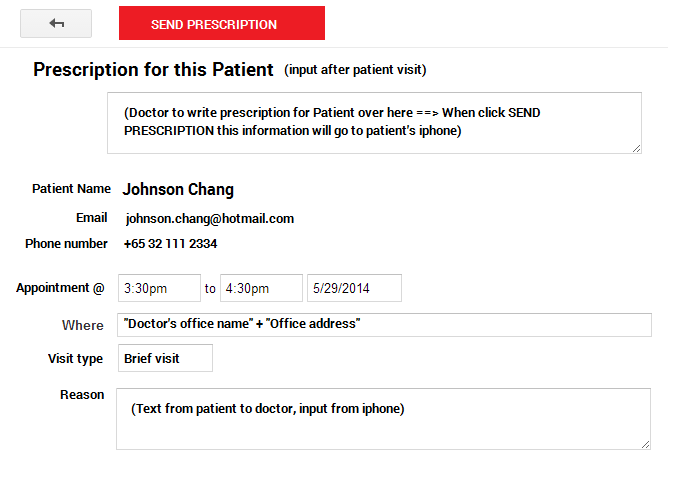 SEND PRESCRIPTION
Prescription for this Patient (input after patient visit)
(Doctor to write prescription for Patient over here ==> When click SEND
PRESCRIPTION this information will go to patient's iphone)
Patient Name Johnson Chang
Email johnson.chang@hotmail.com
Phone number +65 32 111 2334
Appointment @ 3:30pm to 4:30pm 5/29/2014
Where "Doctor's office name" + "Office address"
Visit type Brief visit
Reason
(Text from patient to doctor, input from iphone)